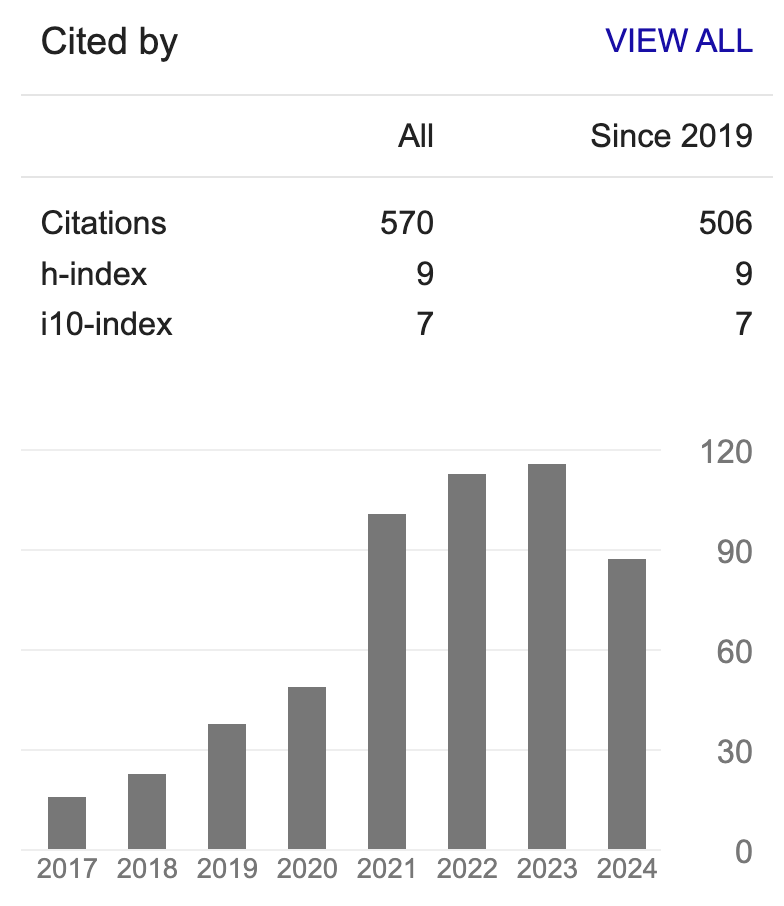 Cited by VIEW ALL
All Since 2019
Citations 570 506
h-index 9 9
i10-index 7 7
120
90
60
30
0
2017 2018 2019 2020 2021 2022 2023 2024